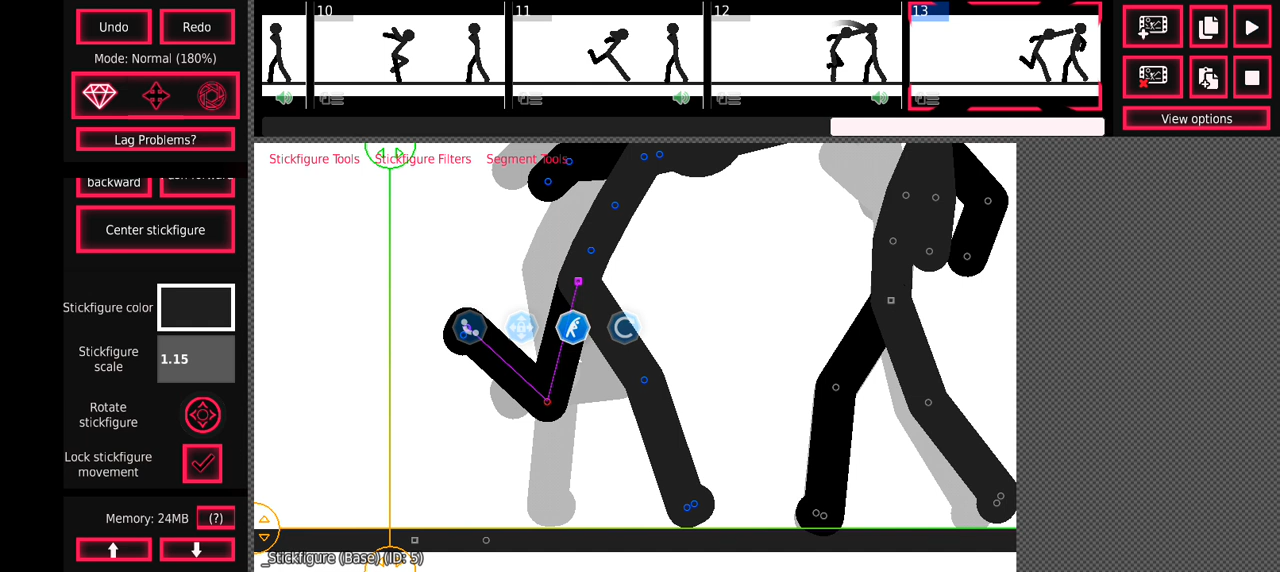 Undo
Redo
Mode: Normal (180%)
Lag Problems?
backward
Center stickfigure
Stickfigure color
Stickfigure
scale
1.15
Rotate
stickfigure
Lock stickfigure
movement
Memory: 24MB
(?)
10
11
12
13
View options
Stickfigure Tools
Stickfigure Filters
Segment Tools
_Stickfigure (Base) (ID: 5)